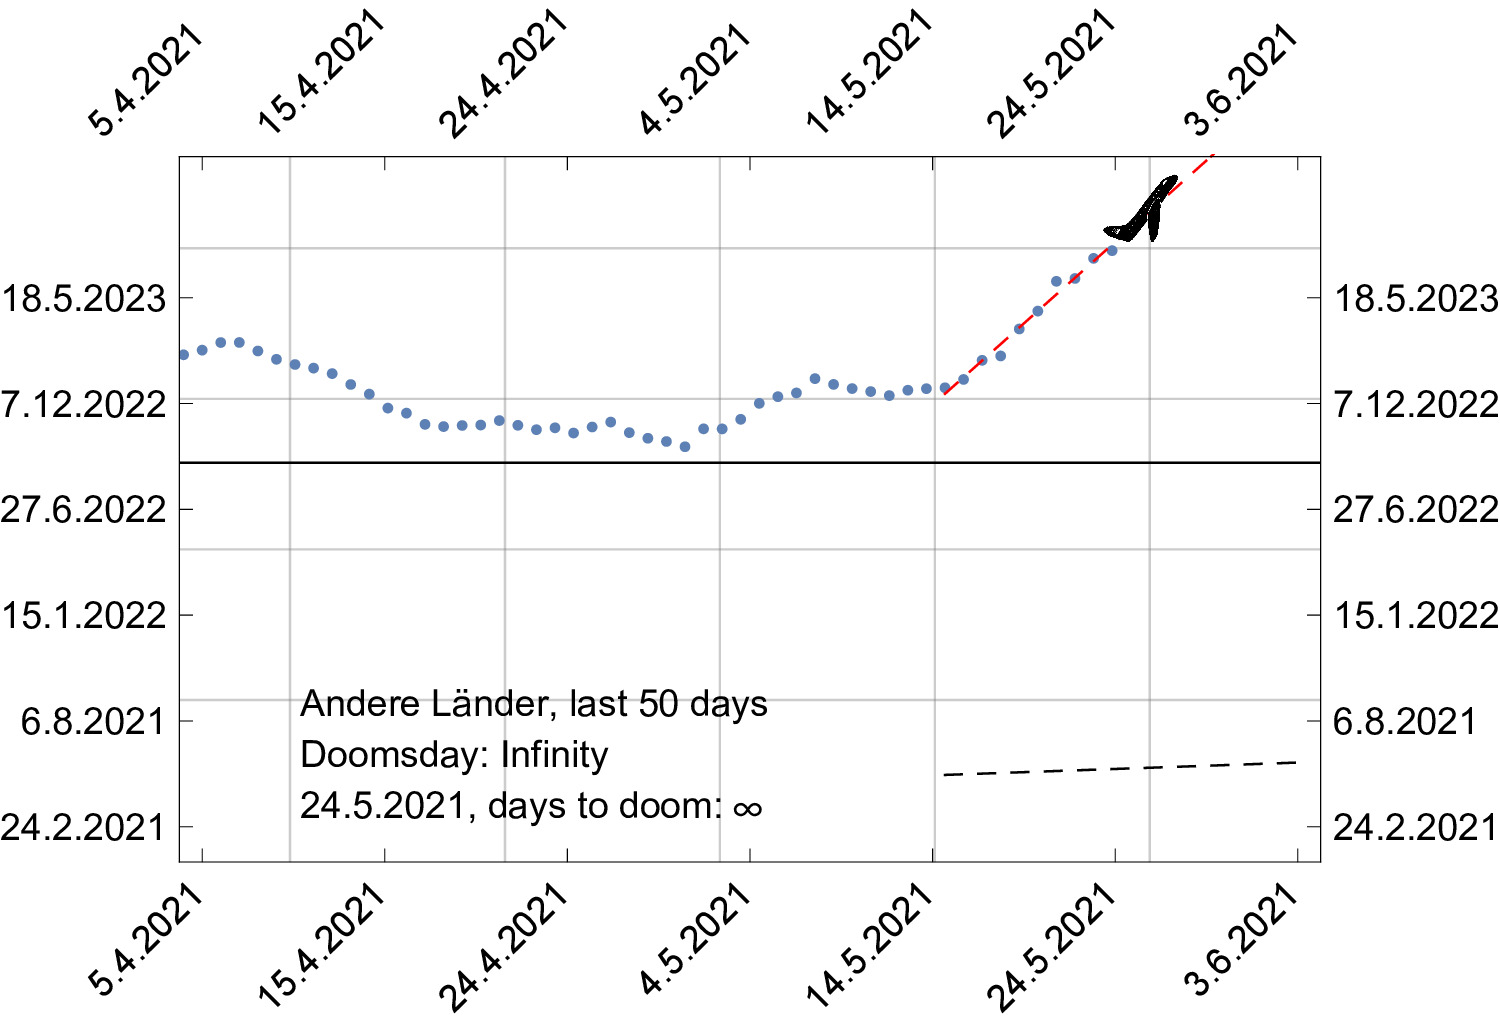 5.4.2021 15.4.2021 24.4.2021 4.5.2021 14.5.2021 24.5.2021 3.6.2021
18.5.2023 18.5.2023
7.12.2022 7.12.2022
27.6.2022 27.6.2022
15.1.2022 15.1.2022
Andere Länder, last 50 days
6.8.2021 6.8.2021
Doomsday: Infinity
24.5.2021, days to doom: ∞
24.2.2021 24.2.2021
5.4.2021 15.4.2021 24.4.2021 4.5.2021 14.5.2021 24.5.2021 3.6.2021